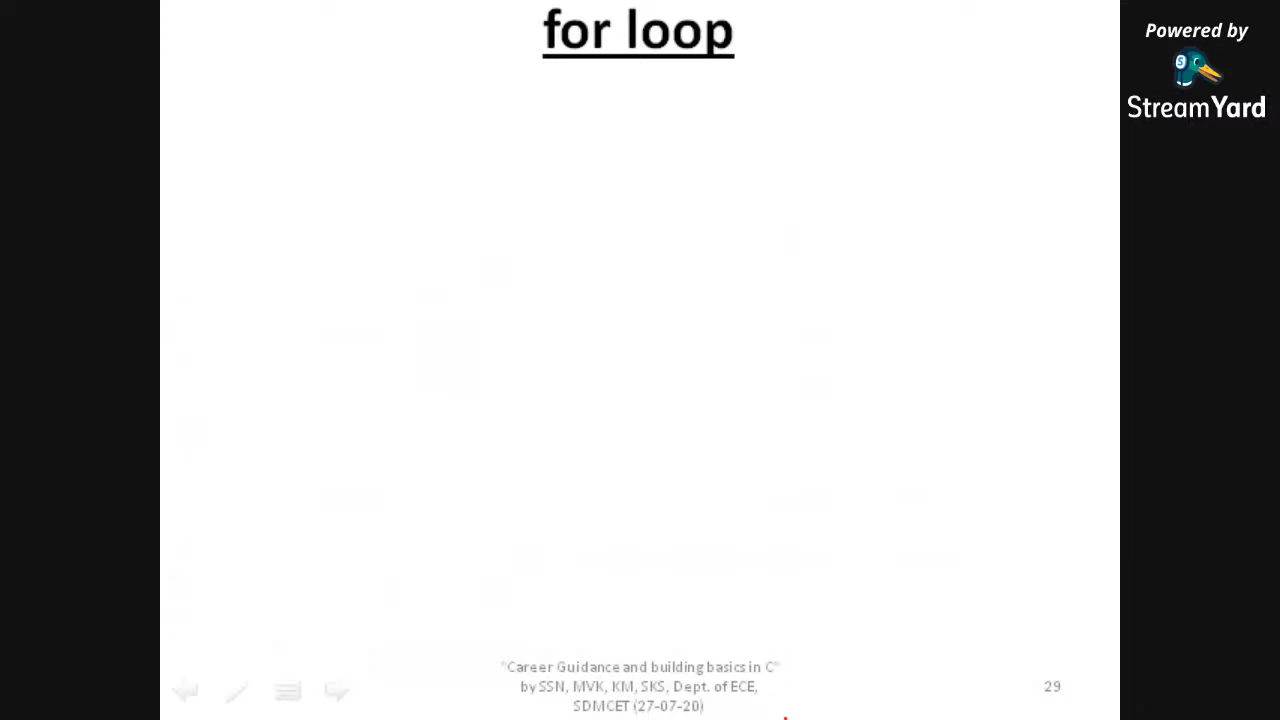 for loop
Powered by
StreamYard
"Career Guidance and building basics in C"
by SSN, MVK, KM, SKS, Dept. of ECE,
SDMCET (27-07-20)
29